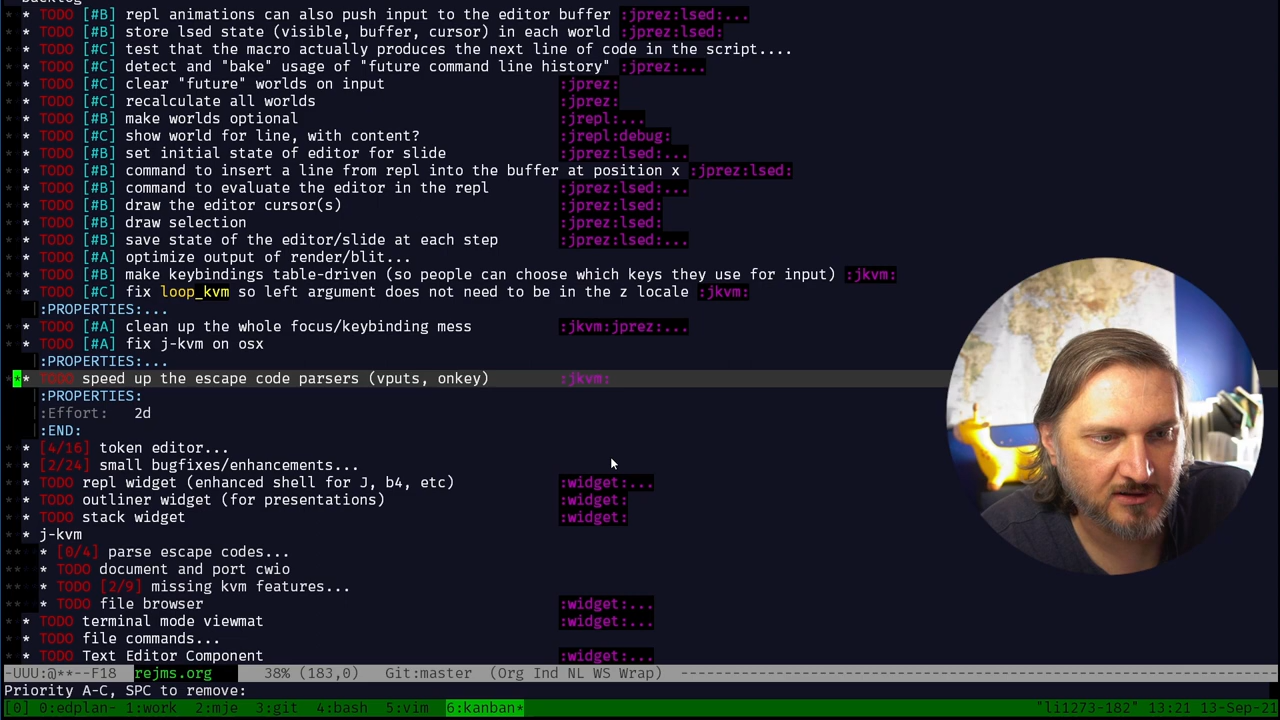 backlog
* TODO [#B] repl animations can also push input to the editor buffer :jprez:lsed:...
* TODO [#B] store lsed state (visible, buffer, cursor) in each world :jprez:lsed:
* TODO [#C] test that the macro actually produces the next line of code in the script....
* TODO [#C] detect and "bake" usage of "future command line history" :jprez:...
* TODO [#C] clear "future" worlds on input :jprez:
* TODO [#C] recalculate all worlds :jprez:
* TODO [#B] make worlds optional :jrepl:...
* TODO [#C] show world for line, with content? :jrepl:debug:
* TODO [#B] set initial state of editor for slide :jprez:lsed:...
* TODO [#B] command to insert a line from repl into the buffer at position x :jprez:lsed:
* TODO [#B] command to evaluate the editor in the repl :jprez:lsed:...
* TODO [#B] draw the editor cursor(s) :jprez:lsed:
* TODO [#B] draw selection :jprez:lsed:
* TODO [#B] save state of the editor/slide at each step :jprez:lsed:...
* TODO [#A] optimize output of render/blit...
* TODO [#B] make keybindings table-driven (so people can choose which keys they use for input) :jkvm:
* TODO [#C] fix loop_kvm so left argument does not need to be in the z locale :jkvm:
:PROPERTIES:...
* TODO [#A] clean up the whole focus/keybinding mess :jkvm:jprez:...
* TODO [#A] fix j-kvm on osx
:PROPERTIES:...
*** TODO speed up the escape code parsers (vputs, onkey) :jkvm:
:PROPERTIES:
:Effort: 2d
:END:
* [4/16] token editor...
* [2/24] small bugfixes/enhancements...
* TODO repl widget (enhanced shell for J, b4, etc) :widget:...
* TODO outliner widget (for presentations) :widget:
* TODO stack widget :widget:
* j-kvm
* [0/4] parse escape codes...
* TODO document and port cwio
* TODO [2/9] missing kvm features...
* TODO file browser :widget:...
* TODO terminal mode viewmat :widget:...
* TODO file commands...
* TODO Text Editor Component :widget:...
-UUU:@**--F18 rejms.org 38% (183,0) Git:master (Org Ind NL WS Wrap) ----------
Priority A-C, SPC to remove:
[0] 0:edplan- 1:work 2:mje 3:git 4:bash 5:vim 6:kanban* "li1273-182" 13:21 13-Sep-21